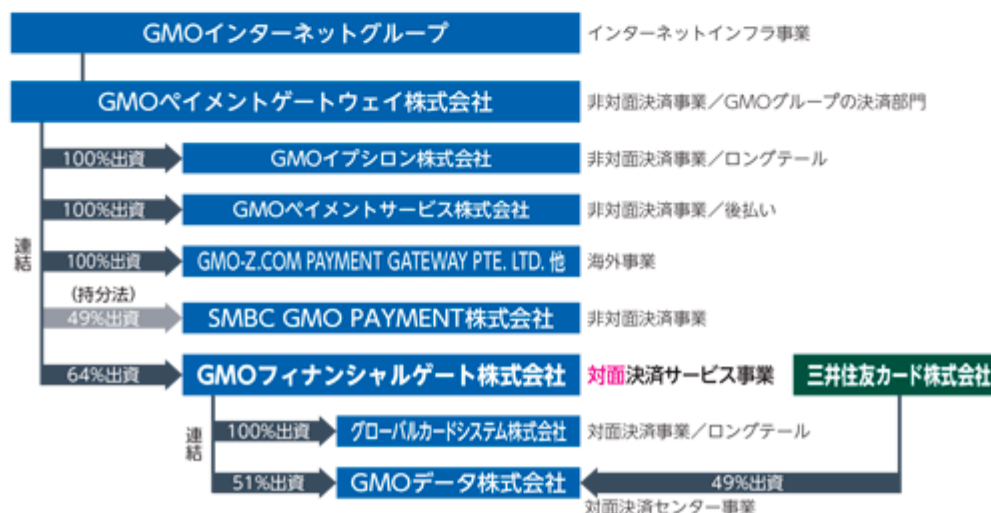 GMOインターネットグループ インターネットインフラ事業
GMOペイメントゲートウェイ株式会社 非対面決済事業／GMOグループの決済部門
100%出資 GMOイプシロン株式会社 非対面決済事業／ロングテール
100%出資 GMOペイメントサービス株式会社 非対面決済事業／後払い
連結
100%出資 GMO-Z.COM PAYMENT GATEWAY PTE. LTD. 他 海外事業
(持分法)
49%出資 SMBC GMO PAYMENT株式会社 非対面決済事業
64%出資 GMOフィナンシャルゲート株式会社 対面決済サービス事業 三井住友カード株式会社
連結
100%出資 グローバルカードシステム株式会社 対面決済事業／ロングテール
51%出資 GMOデータ株式会社 49%出資
対面決済センター事業